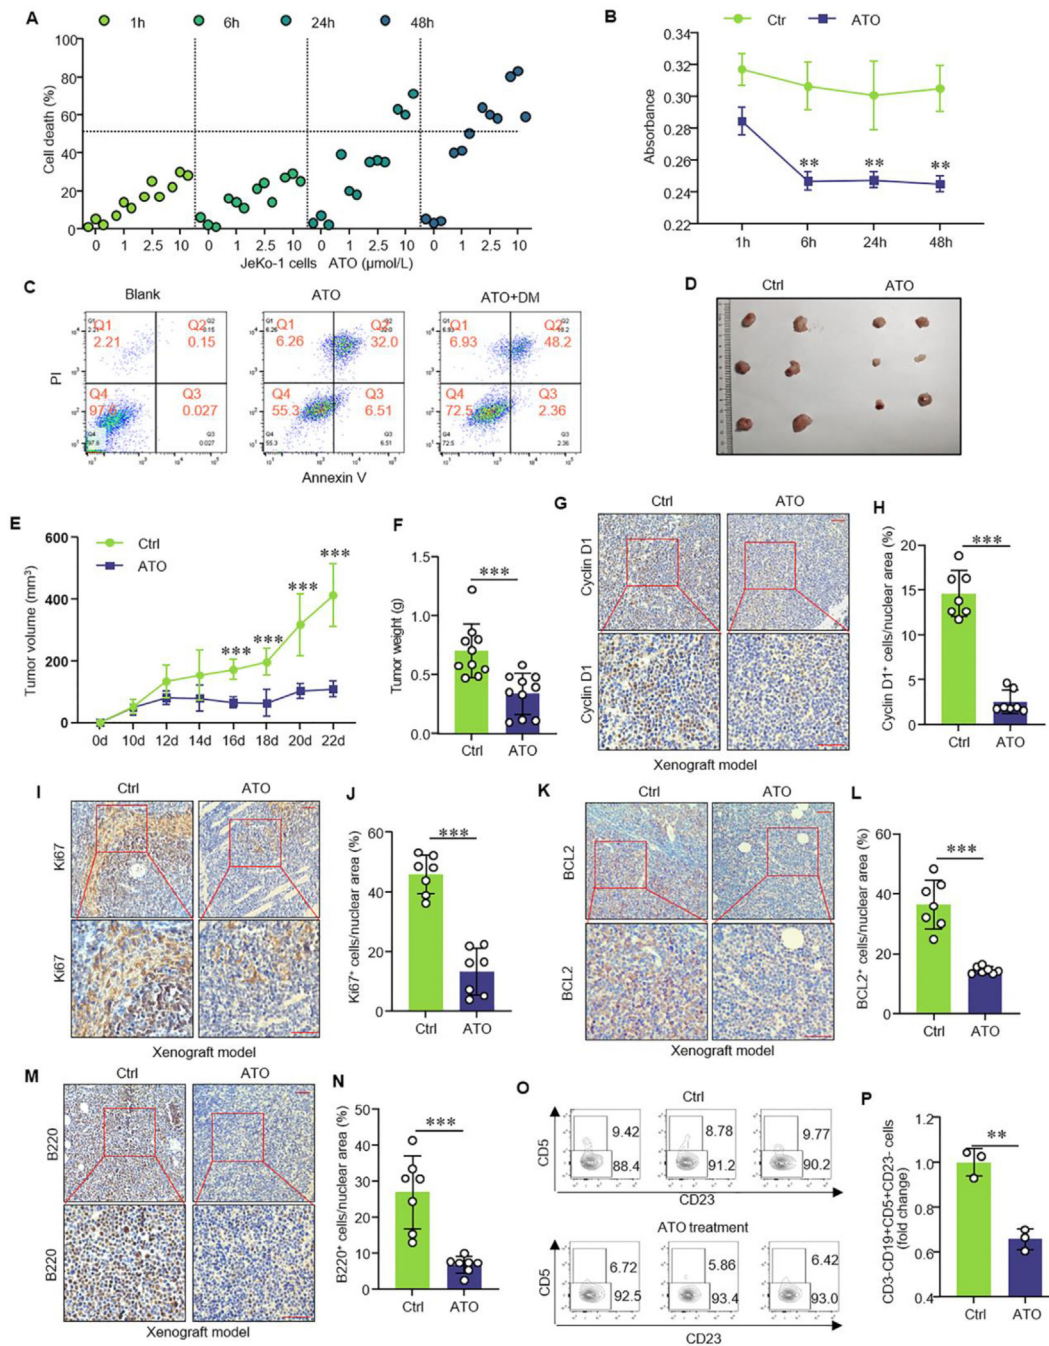 A
1h 6h 24h 48h
Cell death (%)
100
80
60
40
20
0
0 1 2.5 10 0 1 2.5 10 0 1 2.5 10 0 1 2.5 10
JeKo-1 cells ATO (μmol/L)
B
Ctr ATO
Absorbance
0.34
0.30
0.28
0.26
0.24
0.22
** ** **
1h 6h 24h 48h
C
Blank ATO ATO+DM
PI
Q1 Q2
2.21 0.15
Q4 Q3
0.027
Q1 Q2
6.26 32.0
Q4 Q3
55.3 6.51
Q1 Q2
6.93 48.2
Q4 Q3
72.5 2.36
Annexin V
D
Ctrl ATO
E
Ctrl
ATO
Tumor volume (mm³)
600
400
200
0
*** *** *** ***
0d 10d 12d 14d 16d 18d 20d 22d
F
Tumor weight (g)
1.5
1.0
0.5
0.0
***
Ctrl ATO
G
Ctrl ATO
Cyclin D1
Cyclin D1
Xenograft model
H
Cyclin D1⁺ cells/nuclear area (%)
20
15
10
5
0
***
Ctrl ATO
I
Ctrl ATO
Ki67
Ki67
Xenograft model
J
Ki67⁺ cells/nuclear area (%)
60
40
20
0
***
Ctrl ATO
K
Ctrl ATO
BCL2
BCL2
Xenograft model
L
BCL2⁺ cells/nuclear area (%)
60
40
20
0
***
Ctrl ATO
M
Ctrl ATO
B220
B220
Xenograft model
N
B220⁺ cells/nuclear area (%)
50
40
30
20
10
0
***
Ctrl ATO
O
Ctrl
CD5
9.42 8.78 9.77
88.4 91.2 90.2
CD23
ATO treatment
CD5
6.72 5.86 6.42
92.5 93.4 93.0
CD23
P
CD3-CD19+CD5+CD23- cells
(fold change)
1.2
1.0
0.8
0.6
0.4
**
Ctrl ATO